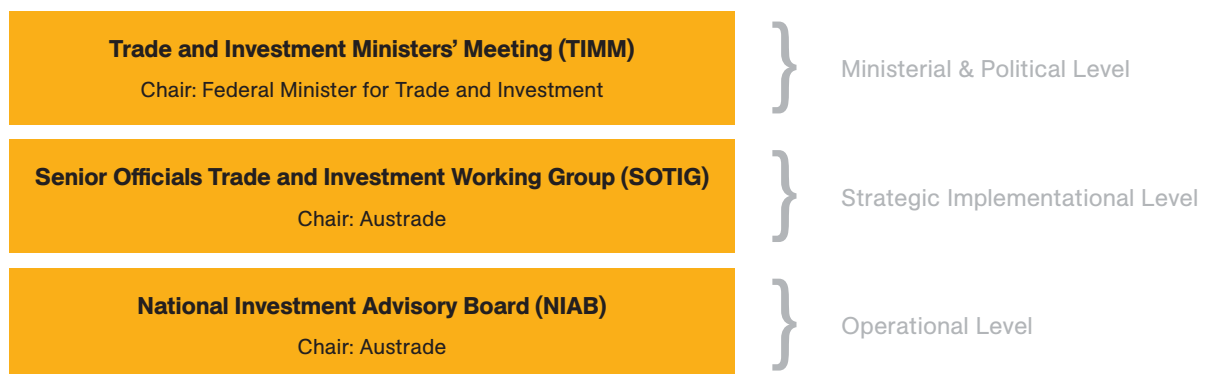 Trade and Investment Ministers’ Meeting (TIMM)
Chair: Federal Minister for Trade and Investment
Ministerial & Political Level
Senior Officials Trade and Investment Working Group (SOTIG)
Chair: Austrade
Strategic Implementational Level
National Investment Advisory Board (NIAB)
Chair: Austrade
Operational Level